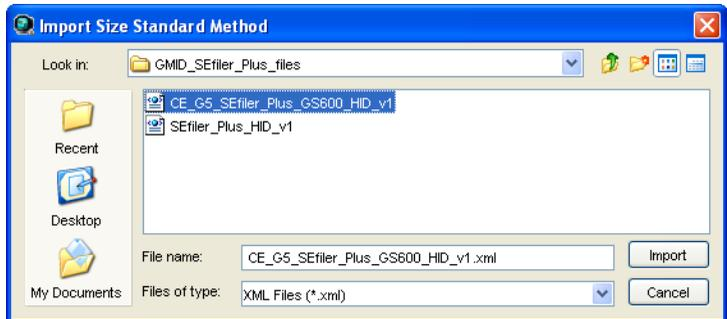 Import Size Standard Method
Look in: GMID_SEfiler_Plus_files
CE_G5_SEfiler_Plus_GS600_HID_v1
SEfiler_Plus_HID_v1
Recent
Desktop
My Documents
File name: CE_G5_SEfiler_Plus_GS600_HID_v1.xml Import
Files of type: XML Files (*.xml) Cancel